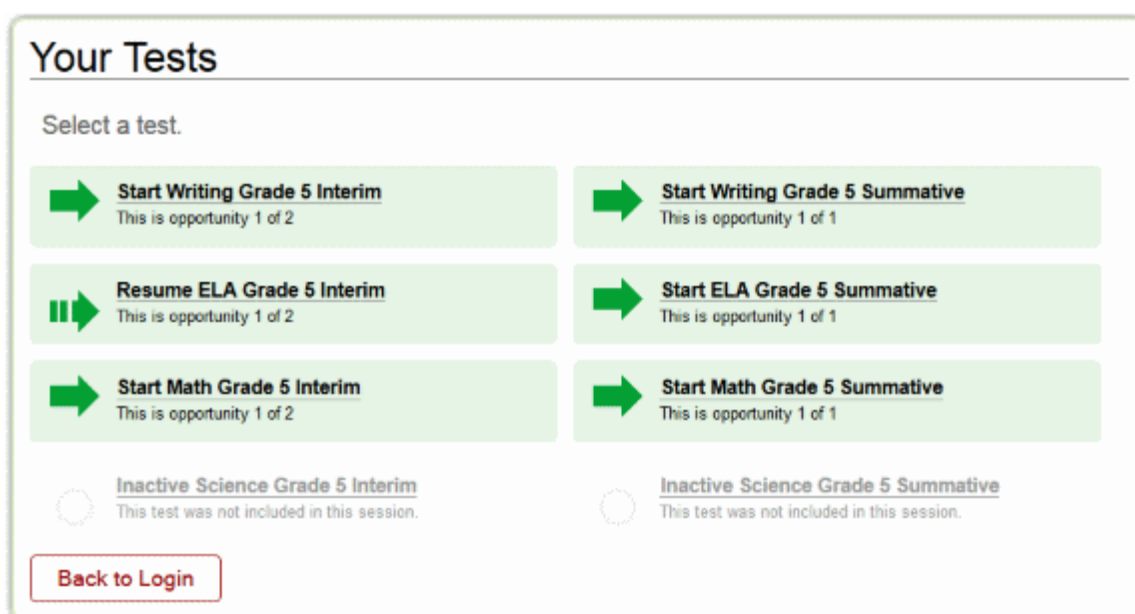 Your Tests
Select a test.
Start Writing Grade 5 Interim
This is opportunity 1 of 2
Start Writing Grade 5 Summative
This is opportunity 1 of 1
Resume ELA Grade 5 Interim
This is opportunity 1 of 2
Start ELA Grade 5 Summative
This is opportunity 1 of 1
Start Math Grade 5 Interim
This is opportunity 1 of 2
Start Math Grade 5 Summative
This is opportunity 1 of 1
Inactive Science Grade 5 Interim
This test was not included in this session.
Inactive Science Grade 5 Summative
This test was not included in this session.
Back to Login